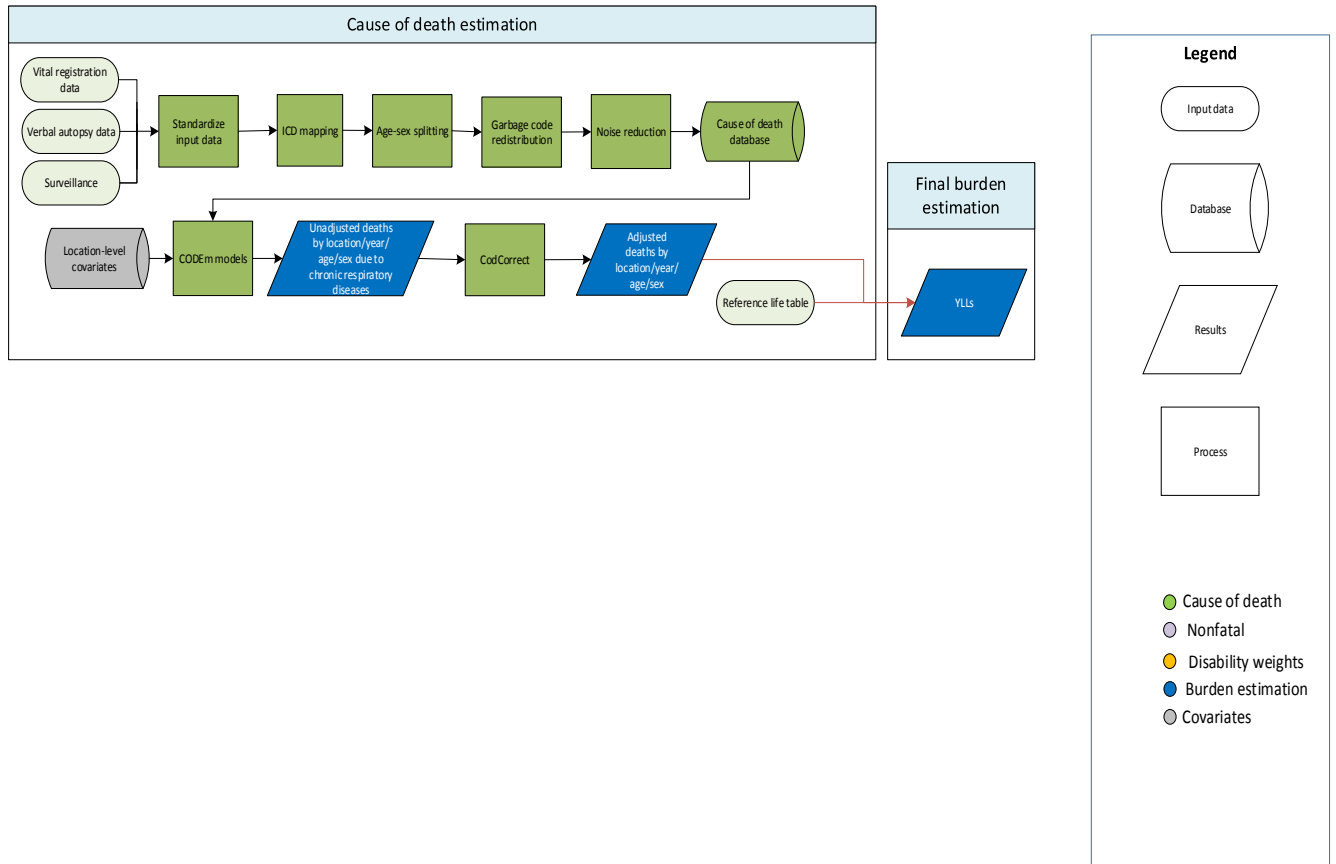 Cause of death estimation
Vital registration
data
Verbal autopsy data
Surveillance
Standardize
input data
ICD mapping
Age-sex splitting
Garbage code
redistribution
Noise reduction
Cause of death
database
Location-level
covariates
CODEm models
Unadjusted deaths
by location/year/
age/sex due to
chronic respiratory
diseases
CodCorrect
Adjusted
deaths by
location/year/
age/sex
Reference life table
Final burden
estimation
YLLs
Legend
Input data
Database
Results
Process
Cause of death
Nonfatal
Disability weights
Burden estimation
Covariates